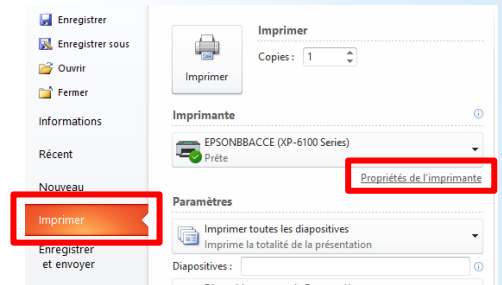 Enregistrer
Enregistrer sous
Ouvrir
Fermer
Informations
Récent
Nouveau
Imprimer
Enregistrer
et envoyer
Imprimer
Imprimer
Copies : 1
Imprimante
EPSONBBACCE (XP-6100 Series)
Prête
Propriétés de l'imprimante
Paramètres
Imprimer toutes les diapositives
Imprime la totalité de la présentation
Diapositives :